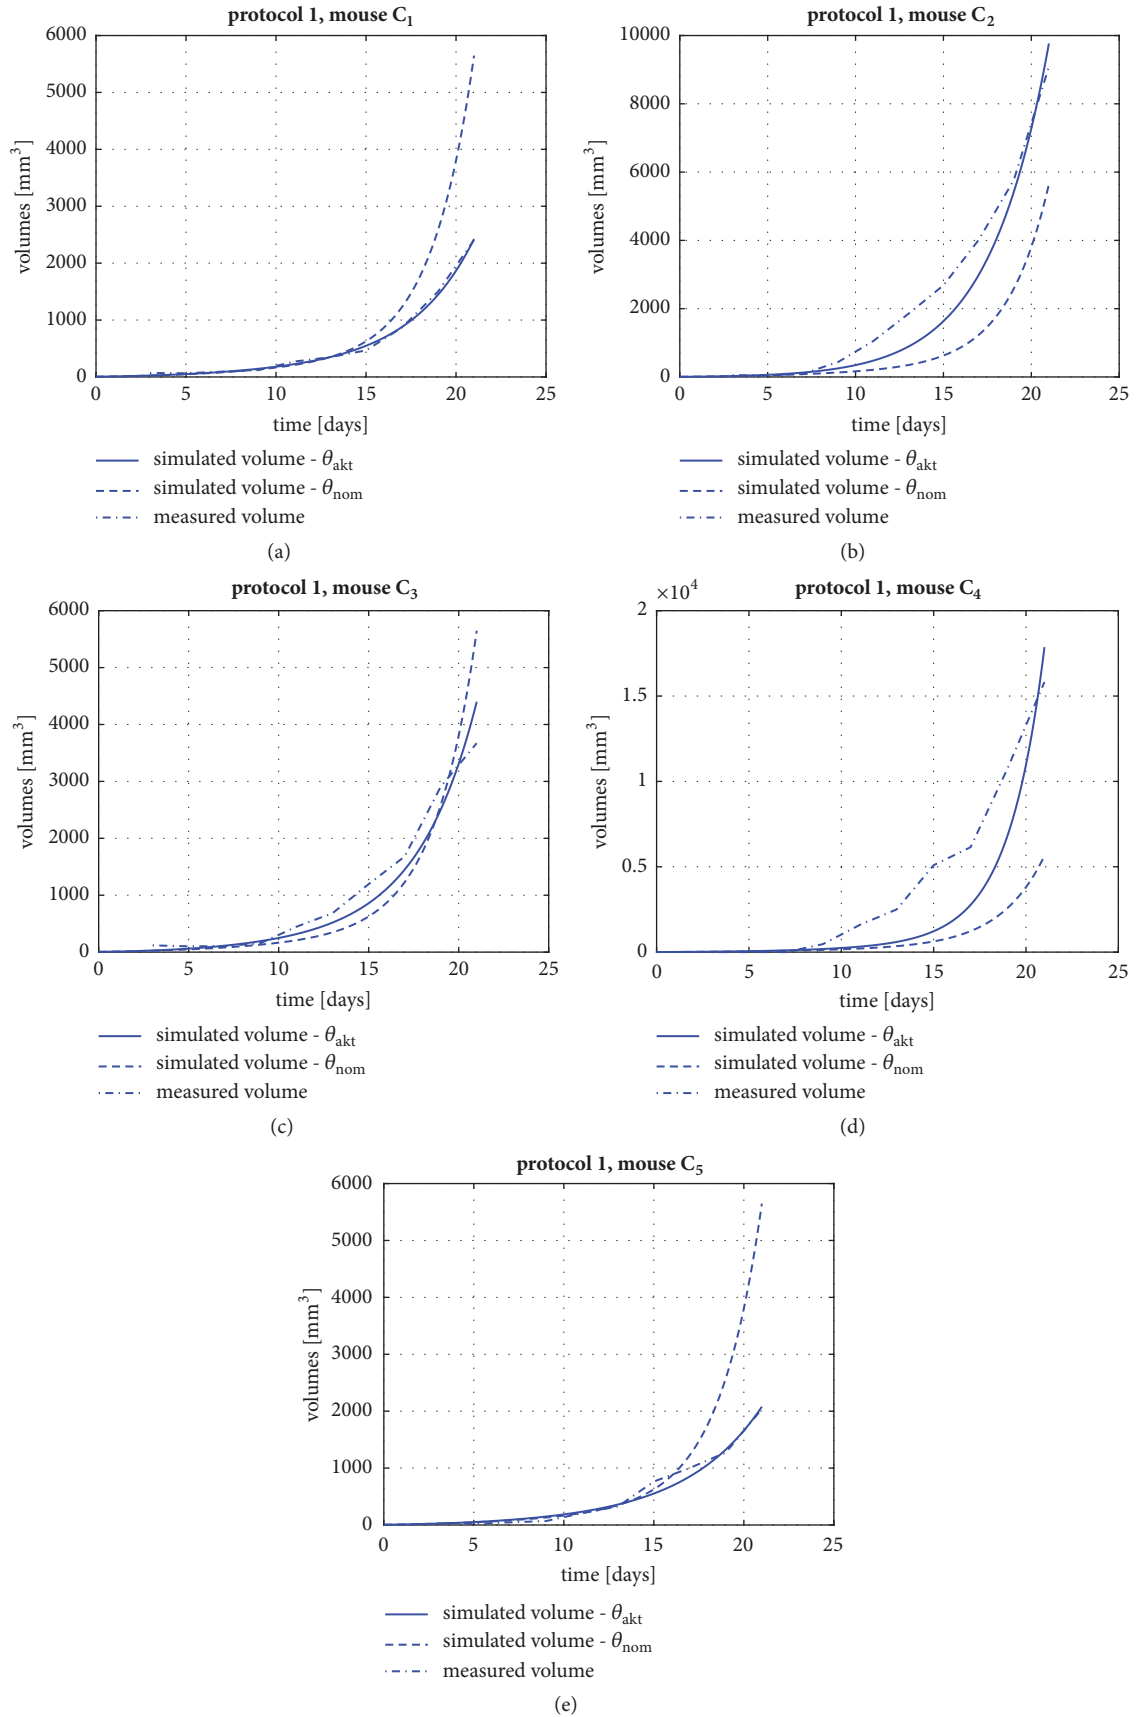 protocol 1, mouse C1
6000
5000
4000
3000
2000
1000
0
volumes [mm3]
0 5 10 15 20 25
time [days]
simulated volume - θakt
simulated volume - θnom
measured volume
(a)
protocol 1, mouse C2
10000
8000
6000
4000
2000
0
volumes [mm3]
0 5 10 15 20 25
time [days]
simulated volume - θakt
simulated volume - θnom
measured volume
(b)
protocol 1, mouse C3
6000
5000
4000
3000
2000
1000
0
volumes [mm3]
0 5 10 15 20 25
time [days]
simulated volume - θakt
simulated volume - θnom
measured volume
(c)
protocol 1, mouse C4
×104
2
1.5
1
0.5
0
volumes [mm3]
0 5 10 15 20 25
time [days]
simulated volume - θakt
simulated volume - θnom
measured volume
(d)
protocol 1, mouse C5
6000
5000
4000
3000
2000
1000
0
volumes [mm3]
0 5 10 15 20 25
time [days]
simulated volume - θakt
simulated volume - θnom
measured volume
(e)